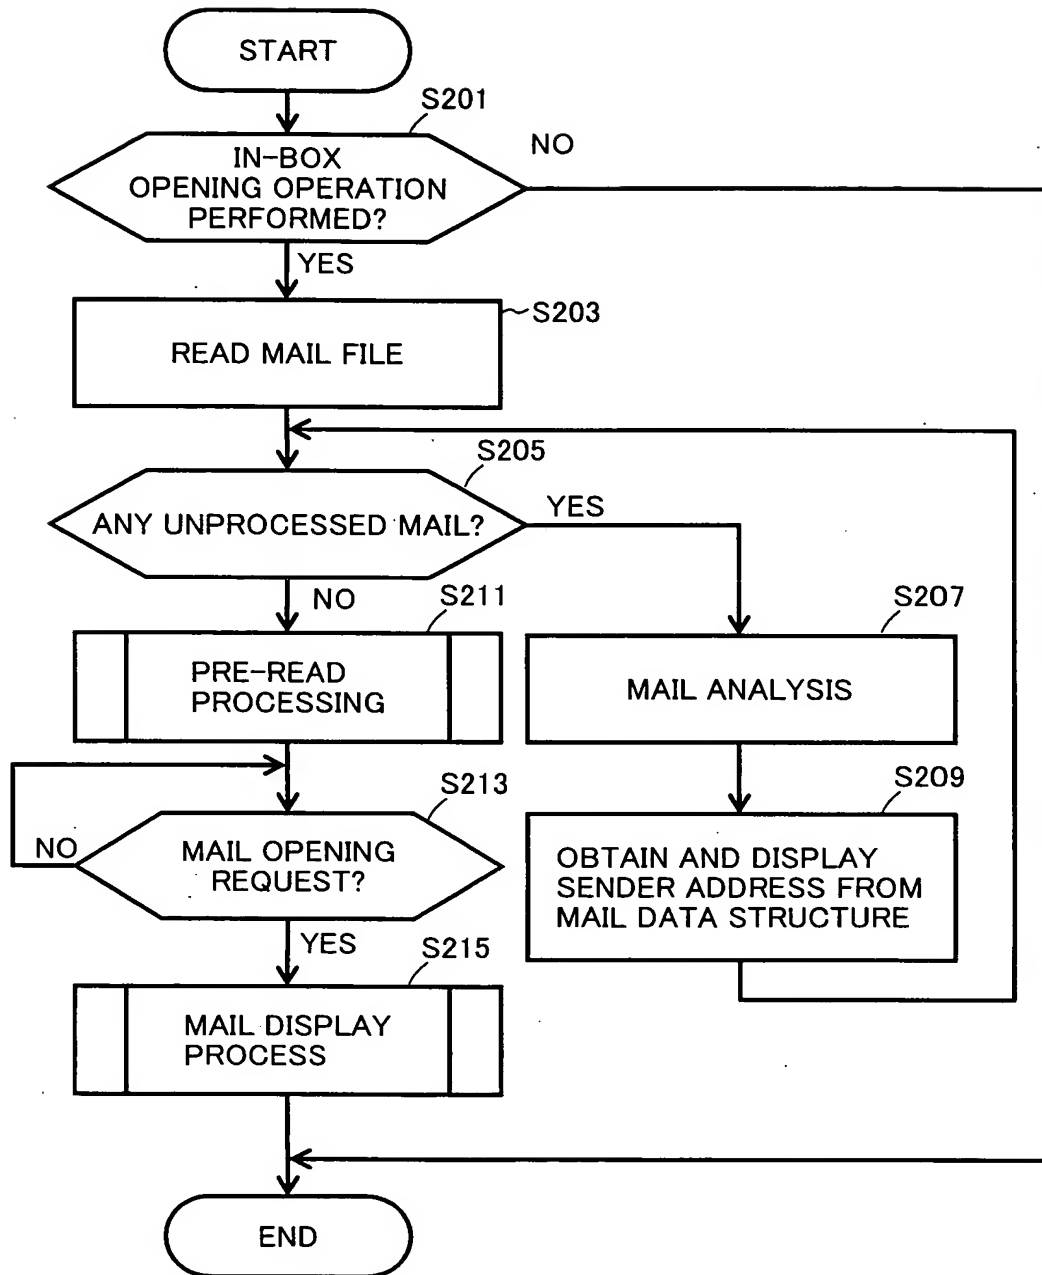 START
S201
IN-BOX
OPENING OPERATION
PERFORMED?
NO
YES
S203
READ MAIL FILE
S205
ANY UNPROCESSED MAIL?
YES
NO
S211
PRE-READ
PROCESSING
S207
MAIL ANALYSIS
S213
MAIL OPENING
REQUEST?
NO
S209
OBTAIN AND DISPLAY
SENDER ADDRESS FROM
MAIL DATA STRUCTURE
YES
S215
MAIL DISPLAY
PROCESS
END